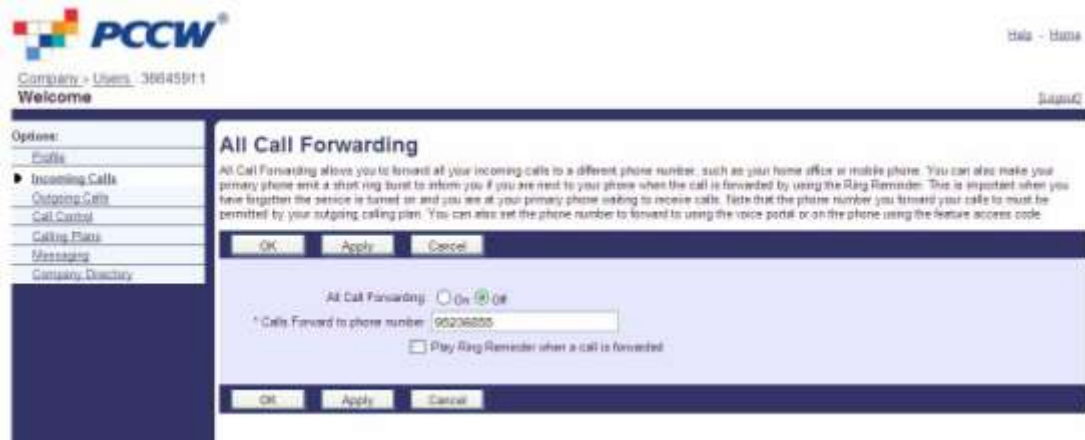 PCCW®
Help - Home
Company > Users : 36645911
Welcome
[Logout]
Options:
Profile
Incoming Calls
Outgoing Calls
Call Control
Calling Plans
Messaging
Company Directory
All Call Forwarding
All Call Forwarding allows you to forward all your incoming calls to a different phone number, such as your home office or mobile phone. You can also make your
primary phone emit a short ring burst to inform you if you are next to your phone when the call is forwarded by using the Ring Reminder. This is important when you
have forgotten the service is turned on and you are at your primary phone waiting to receive calls. Note that the phone number you forward your calls to must be
permitted by your outgoing calling plan. You can also set the phone number to forward to using the voice portal or on the phone using the feature access code.
OK Apply Cancel
All Call Forwarding: On Off
* Calls Forward to phone number:
Play Ring Reminder when a call is forwarded
OK Apply Cancel